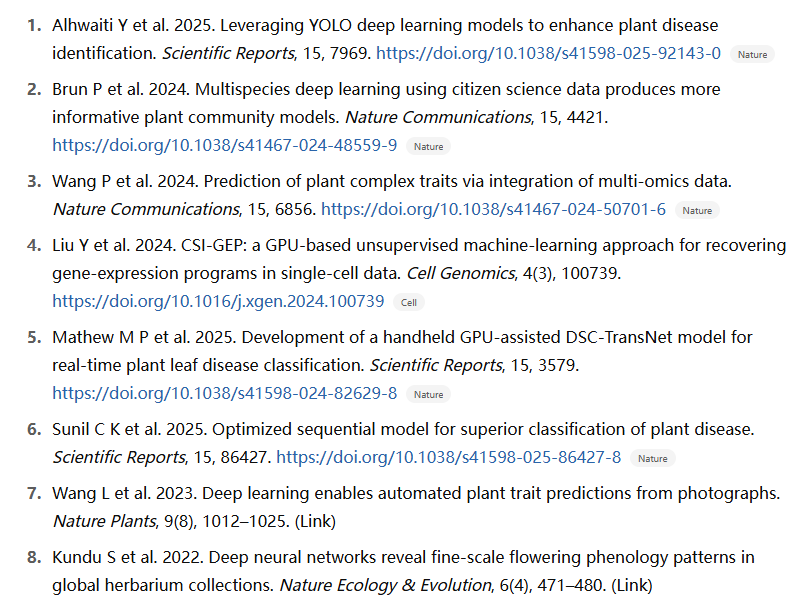 1. Alhwaiti Y et al. 2025. Leveraging YOLO deep learning models to enhance plant disease
identification. Scientific Reports, 15, 7969. https://doi.org/10.1038/s41598-025-92143-0 Nature
2. Brun P et al. 2024. Multispecies deep learning using citizen science data produces more
informative plant community models. Nature Communications, 15, 4421.
https://doi.org/10.1038/s41467-024-48559-9 Nature
3. Wang P et al. 2024. Prediction of plant complex traits via integration of multi-omics data.
Nature Communications, 15, 6856. https://doi.org/10.1038/s41467-024-50701-6 Nature
4. Liu Y et al. 2024. CSI-GEP: a GPU-based unsupervised machine-learning approach for recovering
gene-expression programs in single-cell data. Cell Genomics, 4(3), 100739.
https://doi.org/10.1016/j.xgen.2024.100739 Cell
5. Mathew M P et al. 2025. Development of a handheld GPU-assisted DSC-TransNet model for
real-time plant leaf disease classification. Scientific Reports, 15, 3579.
https://doi.org/10.1038/s41598-024-82629-8 Nature
6. Sunil C K et al. 2025. Optimized sequential model for superior classification of plant disease.
Scientific Reports, 15, 86427. https://doi.org/10.1038/s41598-025-86427-8 Nature
7. Wang L et al. 2023. Deep learning enables automated plant trait predictions from photographs.
Nature Plants, 9(8), 1012–1025. (Link)
8. Kundu S et al. 2022. Deep neural networks reveal fine-scale flowering phenology patterns in
global herbarium collections. Nature Ecology & Evolution, 6(4), 471–480. (Link)